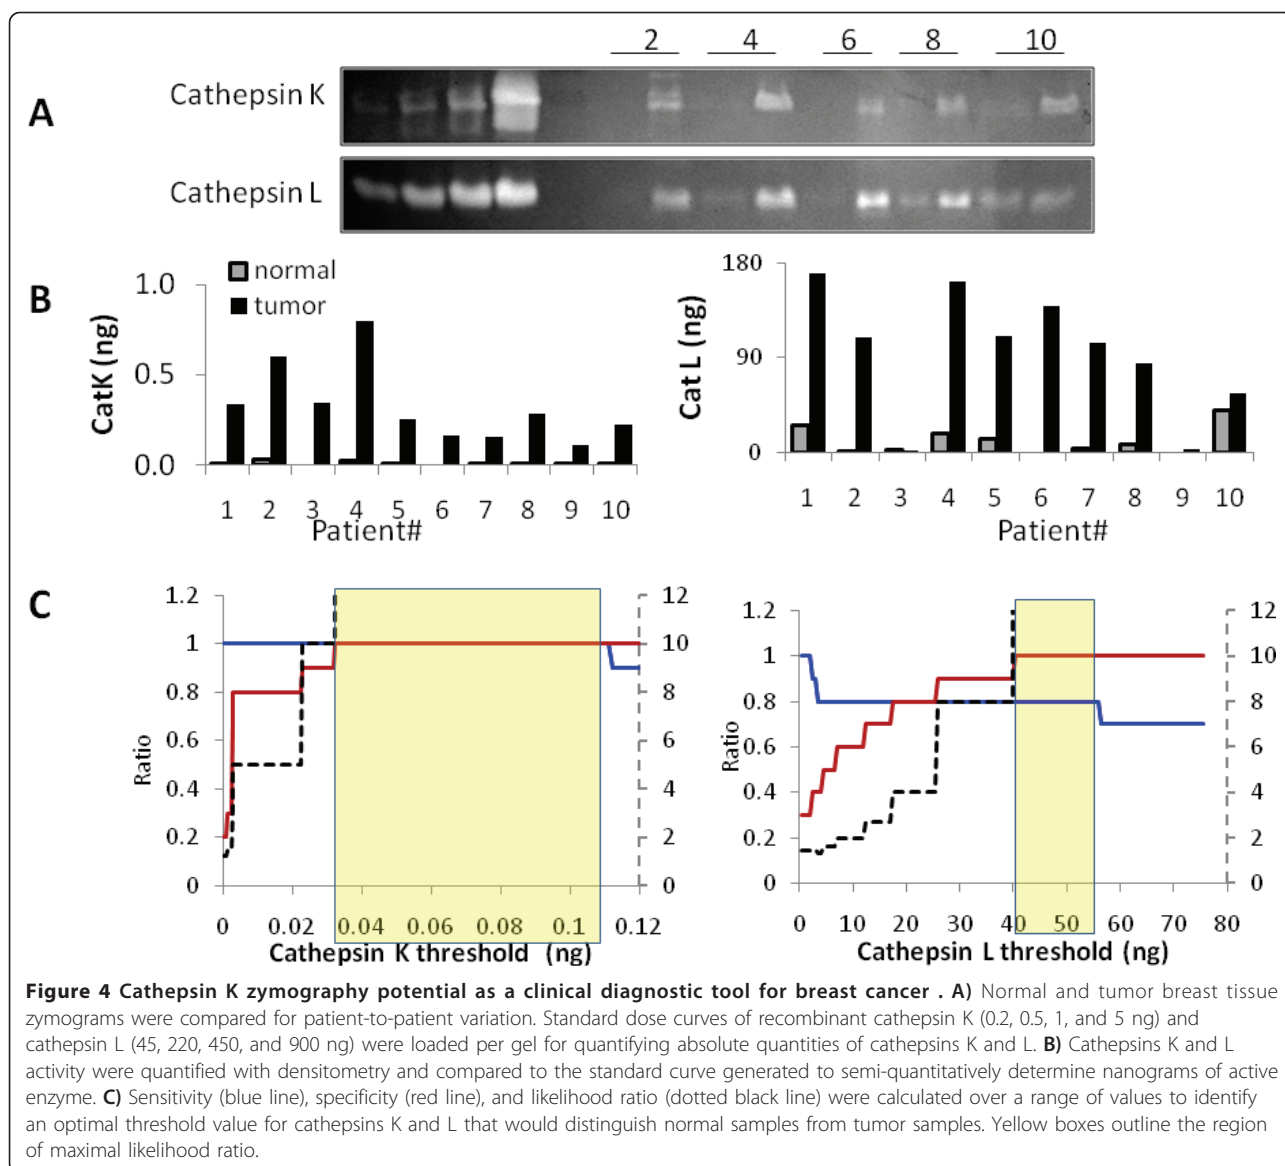 2 4 6 8 10
Cathepsin K
A
Cathepsin L
B
normal
tumor
1.0
0.5
0.0
CatK (ng)
1 2 3 4 5 6 7 8 9 10
Patient#
180
90
0
Cat L (ng)
1 2 3 4 5 6 7 8 9 10
Patient#
C
1.2
1
0.8
0.6
0.4
0.2
0
Ratio
12
10
8
6
4
2
0
0 0.02 0.04 0.06 0.08 0.1 0.12
Cathepsin K threshold (ng)
1.2
1
0.8
0.6
0.4
0.2
0
Ratio
12
10
8
6
4
2
0
0 10 20 30 40 50 60 70 80
Cathepsin L threshold (ng)
Figure 4 Cathepsin K zymography potential as a clinical diagnostic tool for breast cancer . A) Normal and tumor breast tissue
zymograms were compared for patient-to-patient variation. Standard dose curves of recombinant cathepsin K (0.2, 0.5, 1, and 5 ng) and
cathepsin L (45, 220, 450, and 900 ng) were loaded per gel for quantifying absolute quantities of cathepsins K and L. B) Cathepsins K and L
activity were quantified with densitometry and compared to the standard curve generated to semi-quantitatively determine nanograms of active
enzyme. C) Sensitivity (blue line), specificity (red line), and likelihood ratio (dotted black line) were calculated over a range of values to identify
an optimal threshold value for cathepsins K and L that would distinguish normal samples from tumor samples. Yellow boxes outline the region
of maximal likelihood ratio.